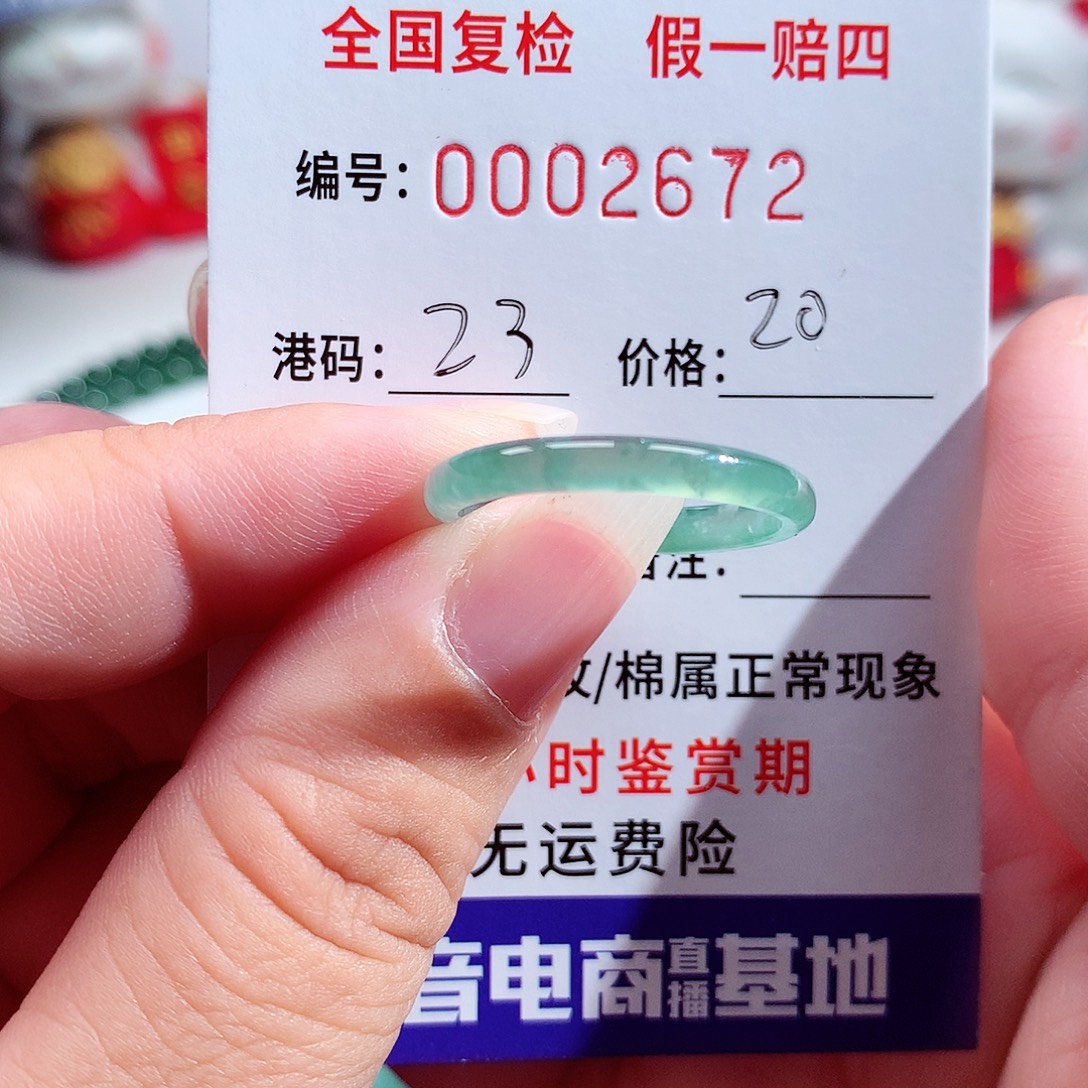 全国复检 假一赔四
编号：0002672
港码： 23 价格： 20
注：
/棉属正常现象
时鉴赏期
无运费险
音电商直播基地